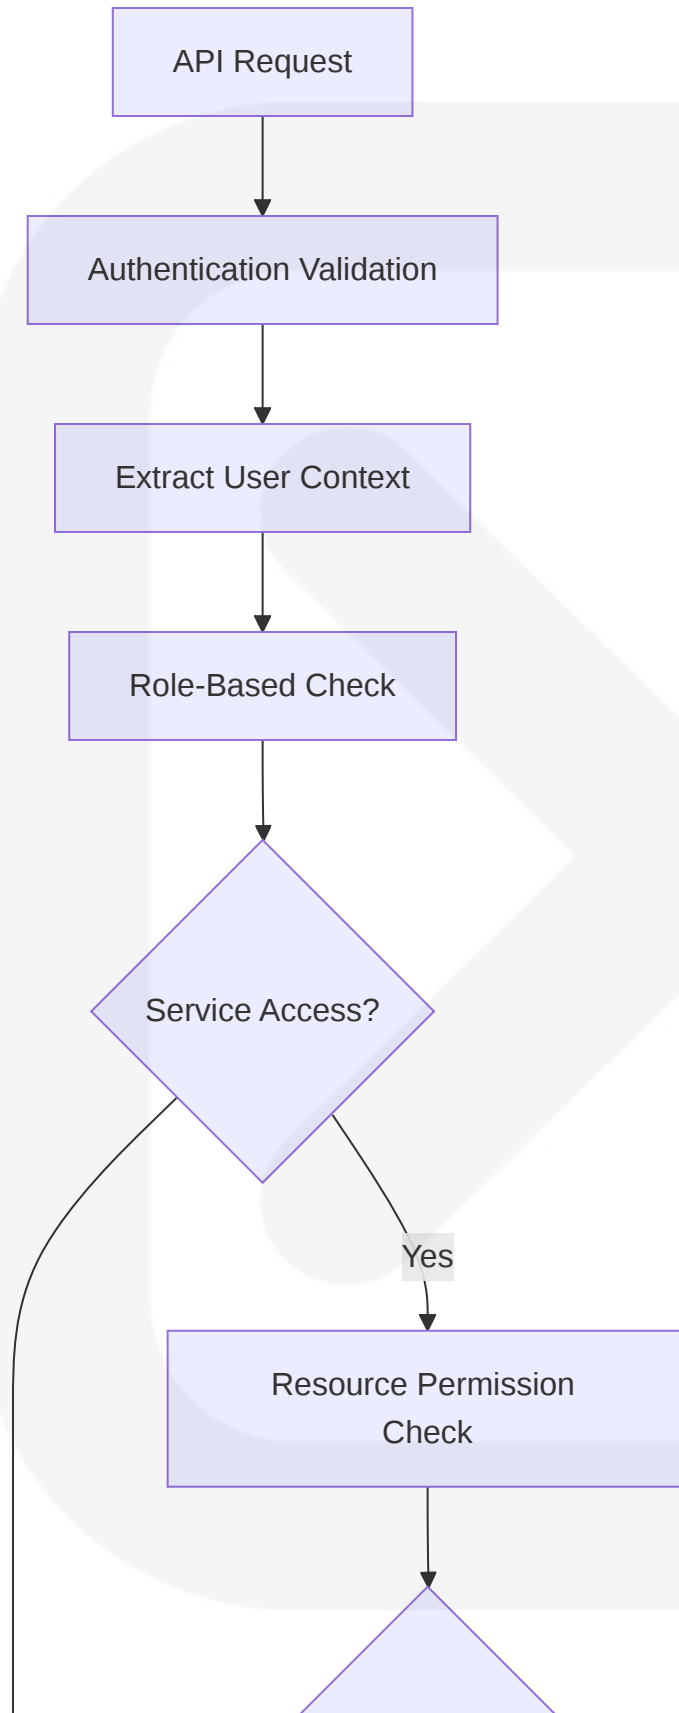 API Request
Authentication Validation
Extract User Context
Role-Based Check
Service Access?
Yes
Resource Permission
Check